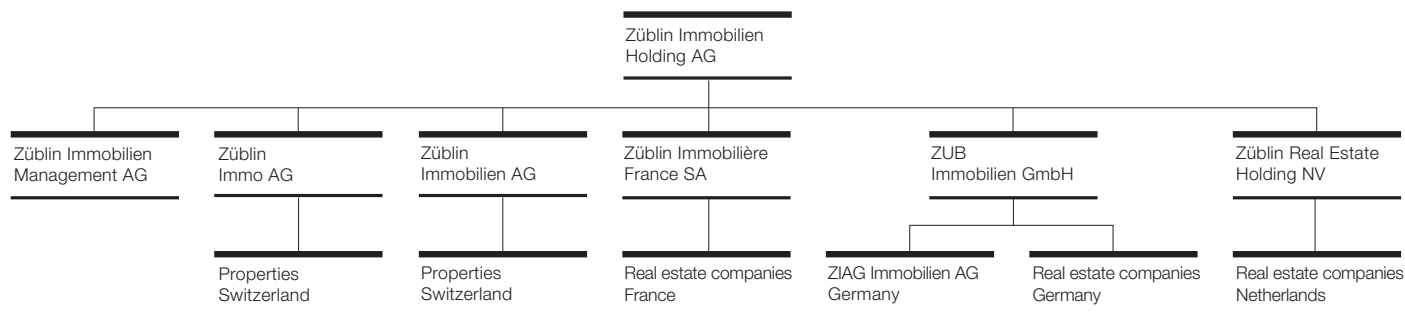 Züblin Immobilien
Holding AG
Züblin Immobilien
Management AG
Züblin
Immo AG
Züblin
Immobilien AG
Züblin Immobilière
France SA
ZUB
Immobilien GmbH
Züblin Real Estate
Holding NV
Properties
Switzerland
Properties
Switzerland
Real estate companies
France
ZIAG Immobilien AG
Germany
Real estate companies
Germany
Real estate companies
Netherlands